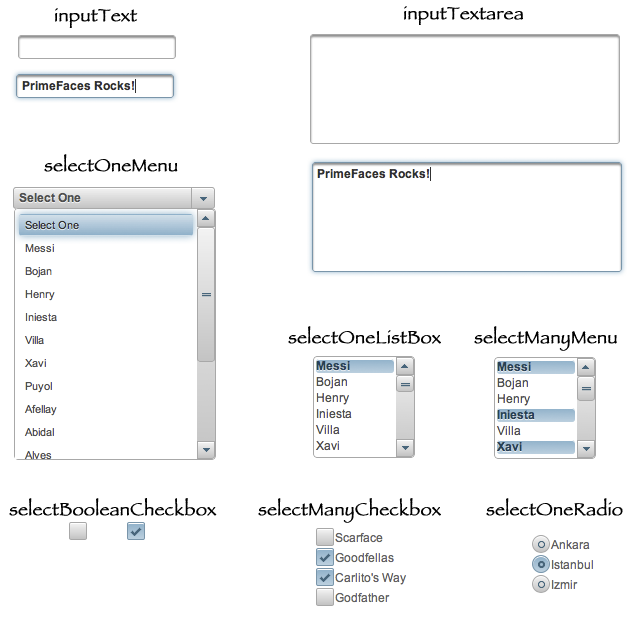 inputText
PrimeFaces Rocks!
inputTextarea
PrimeFaces Rocks!
selectOneMenu
Select One
Select One
Messi
Bojan
Henry
Iniesta
Villa
Xavi
Puyol
Afellay
Abidal
Alves
selectOneListBox
Messi
Bojan
Henry
Iniesta
Villa
Xavi
selectManyMenu
Messi
Bojan
Henry
Iniesta
Villa
Xavi
selectBooleanCheckbox
selectManyCheckbox
Scarface
Goodfellas
Carlito's Way
Godfather
selectOneRadio
Ankara
Istanbul
Izmir